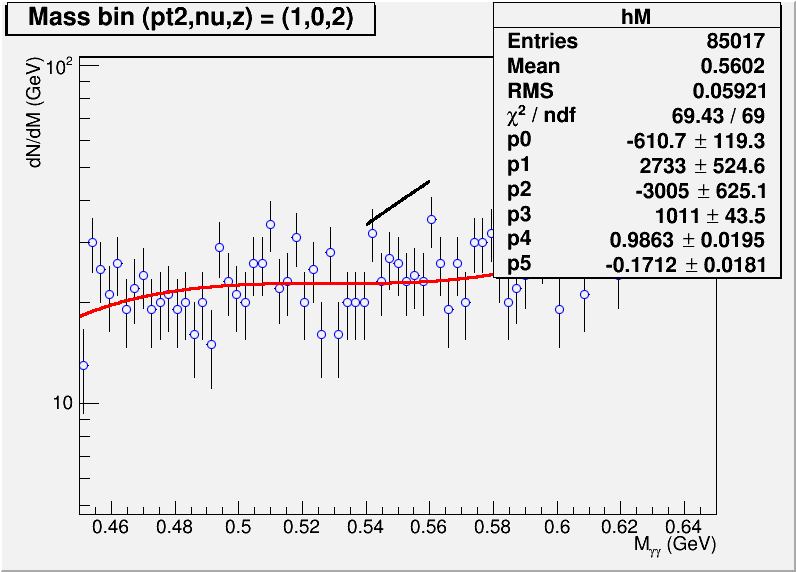 Mass bin (pt2,nu,z) = (1,0,2)
hM
Entries 85017
Mean 0.5602
RMS 0.05921
χ² / ndf 69.43 / 69
p0 -610.7 ± 119.3
p1 2733 ± 524.6
p2 -3005 ± 625.1
p3 1011 ± 43.5
p4 0.9863 ± 0.0195
p5 -0.1712 ± 0.0181
dN/dM (GeV)
10²
10
0.46 0.48 0.5 0.52 0.54 0.56 0.58 0.6 0.62 0.64
Mγγ (GeV)